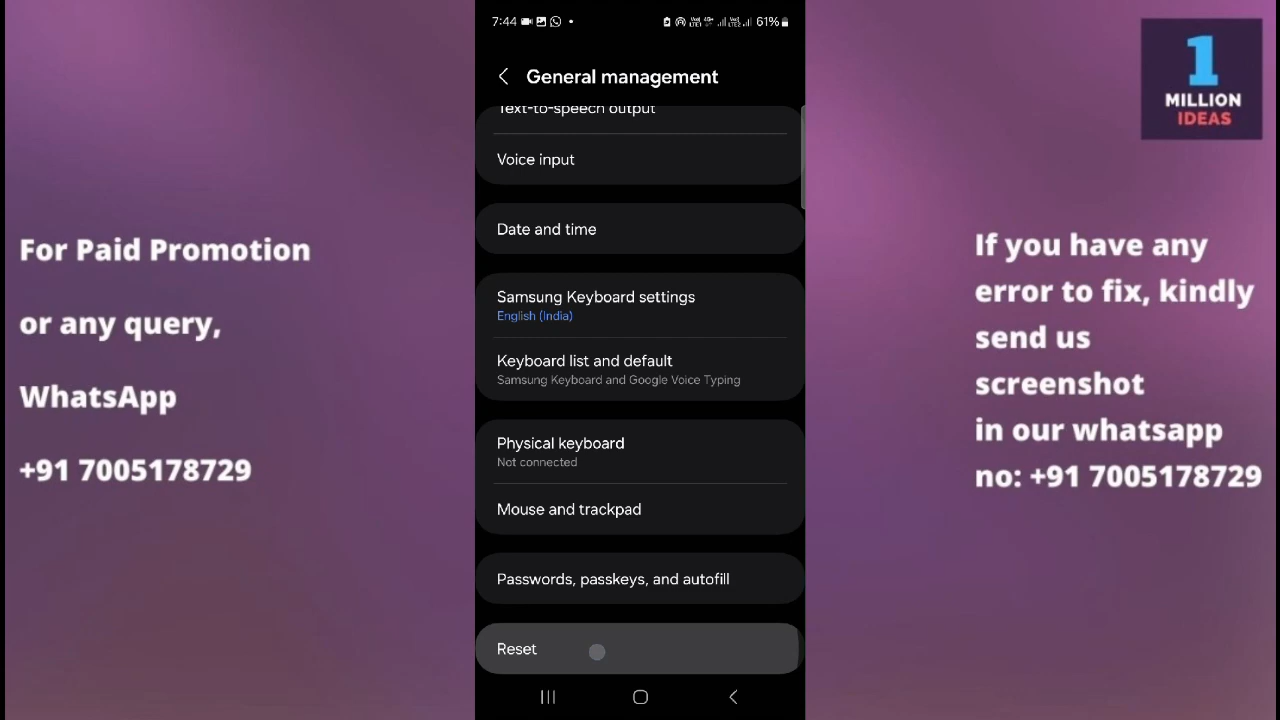 For Paid Promotion
or any query,
WhatsApp
+91 7005178729
7:44
61%
General management
Text-to-speech output
Voice input
Date and time
Samsung Keyboard settings
English (India)
Keyboard list and default
Samsung Keyboard and Google Voice Typing
Physical keyboard
Not connected
Mouse and trackpad
Passwords, passkeys, and autofill
Reset
1
MILLION
IDEAS
If you have any
error to fix, kindly
send us
screenshot
in our whatsapp
no: +91 7005178729